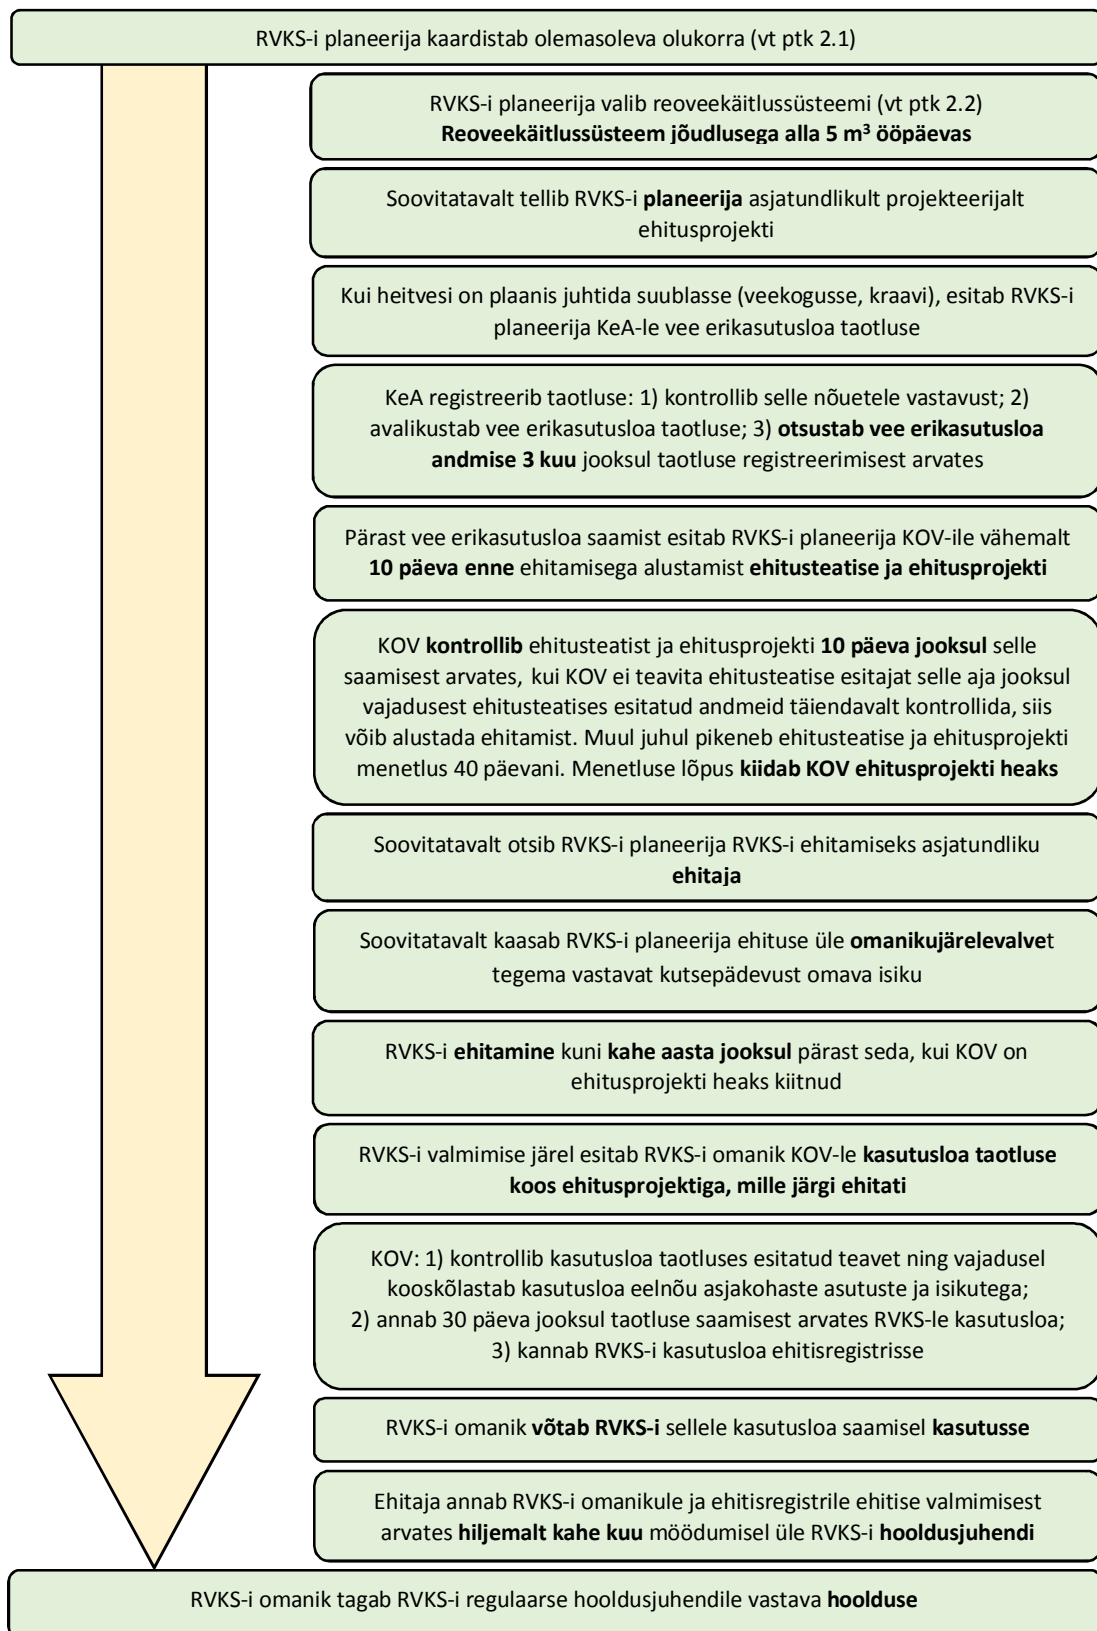 RVKS-i planeerija kaardistab olemasoleva olukorra (vt ptk 2.1)
RVKS-i planeerija valib reoveekäitlussüsteemi (vt ptk 2.2)
Reoveekäitlussüsteem jõudlusega alla 5 m³ ööpäevas
Soovitatavalt tellib RVKS-i planeerija asjatundlikult projekteerijalt
ehitusprojekti
Kui heitvesi on plaanis juhtida suublasse (veekogusse, kraavi), esitab RVKS-i
planeerija KeA-le vee erikasutusloa taotluse
KeA registreerib taotluse: 1) kontrollib selle nõuetele vastavust; 2)
avalikustab vee erikasutusloa taotluse; 3) otsustab vee erikasutusloa
andmise 3 kuu jooksul taotluse registreerimisest arvates
Pärast vee erikasutusloa saamist esitab RVKS-i planeerija KOV-ile vähemalt
10 päeva enne ehitamisega alustamist ehitusteatise ja ehitusprojekti
KOV kontrollib ehitusteatist ja ehitusprojekti 10 päeva jooksul selle
saamisest arvates, kui KOV ei teavita ehitusteatise esitajat selle aja jooksul
vajadusest ehitusteatises esitatud andmeid täiendavalt kontrollida, siis
võib alustada ehitamist. Muul juhul pikeneb ehitusteatise ja ehitusprojekti
menetlus 40 päevani. Menetluse lõpus kiidab KOV ehitusprojekti heaks
Soovitatavalt otsib RVKS-i planeerija RVKS-i ehitamiseks asjatundliku
ehitaja
Soovitatavalt kaasab RVKS-i planeerija ehituse üle omanikujärelevalvet
tegema vastavat kutsepädevust omava isiku
RVKS-i ehitamine kuni kahe aasta jooksul pärast seda, kui KOV on
ehitusprojekti heaks kiitnud
RVKS-i valmimise järel esitab RVKS-i omanik KOV-le kasutusloa taotluse
koos ehitusprojektiga, mille järgi ehitati
KOV: 1) kontrollib kasutusloa taotluses esitatud teavet ning vajadusel
kooskõlastab kasutusloa eelnõu asjakohaste asutuste ja isikutega;
2) annab 30 päeva jooksul taotluse saamisest arvates RVKS-le kasutusloa;
3) kannab RVKS-i kasutusloa ehitisregistrisse
RVKS-i omanik võtab RVKS-i sellele kasutusloa saamisel kasutusse
Ehitaja annab RVKS-i omanikule ja ehitisregistrile ehitise valmimisest
arvates hiljemalt kahe kuu möödumisel üle RVKS-i hooldusjuhendi
RVKS-i omanik tagab RVKS-i regulaarse hooldusjuhendile vastava hoolduse